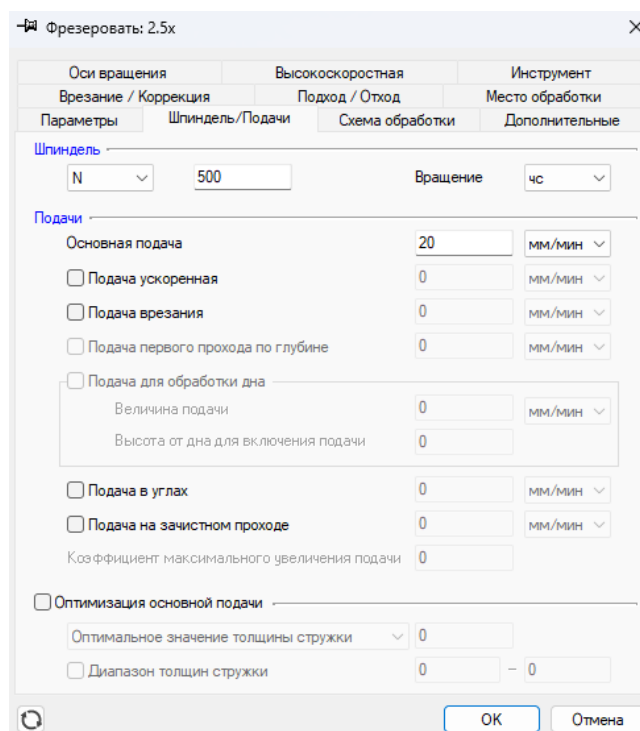 Фрезеровать: 2.5x
Оси вращения Высокоскоростная Инструмент
Врезание / Коррекция Подход / Отход Место обработки
Параметры Шпиндель/Подачи Схема обработки Дополнительные
Шпиндель
N 500 Вращение чс
Подачи
Основная подача 20 мм/мин
Подача ускоренная 0 мм/мин
Подача врезания 0 мм/мин
Подача первого прохода по глубине 0 мм/мин
Подача для обработки дна
Величина подачи 0 мм/мин
Высота от дна для включения подачи 0
Подача в углах 0 мм/мин
Подача на зачистном проходе 0 мм/мин
Коэффициент максимального увеличения подачи 0
Оптимизация основной подачи
Оптимальное значение толщины стружки 0
Диапазон толщин стружки 0 – 0
OK Отмена